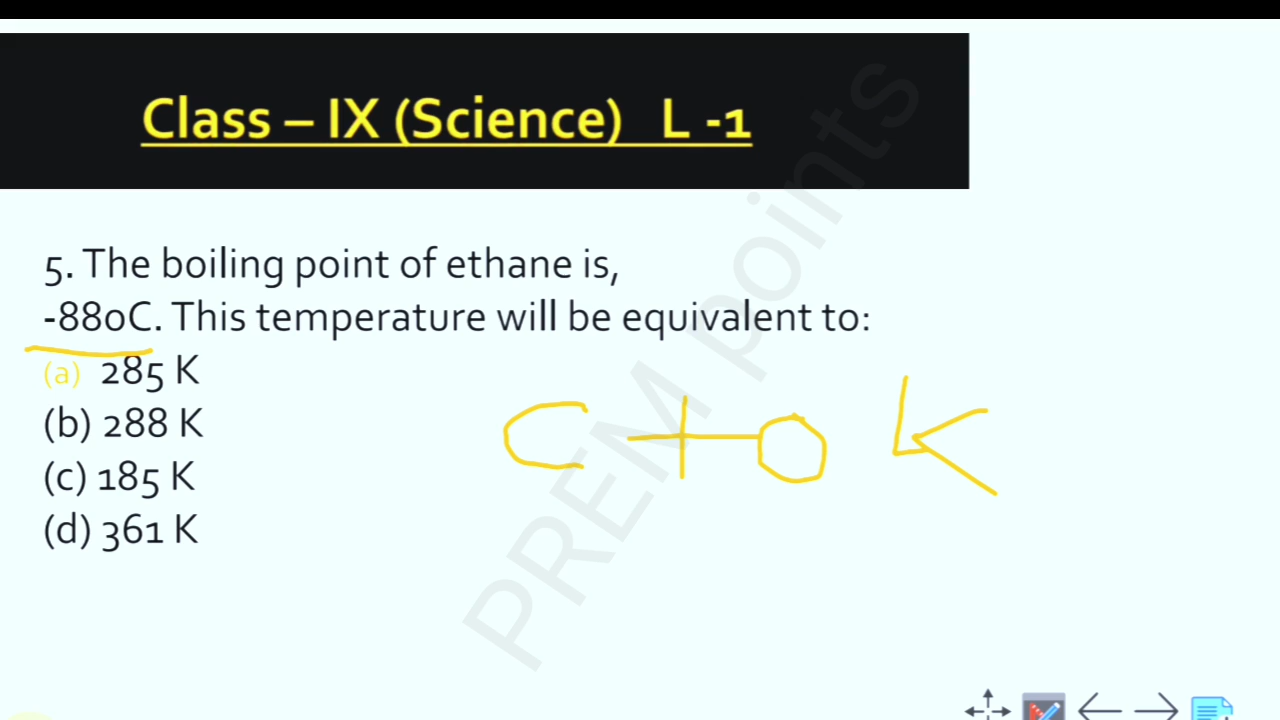 Class – IX (Science) L -1
5. The boiling point of ethane is,
-88oC. This temperature will be equivalent to:
(a) 285 K
(b) 288 K
(c) 185 K
(d) 361 K
C to K
PREM points